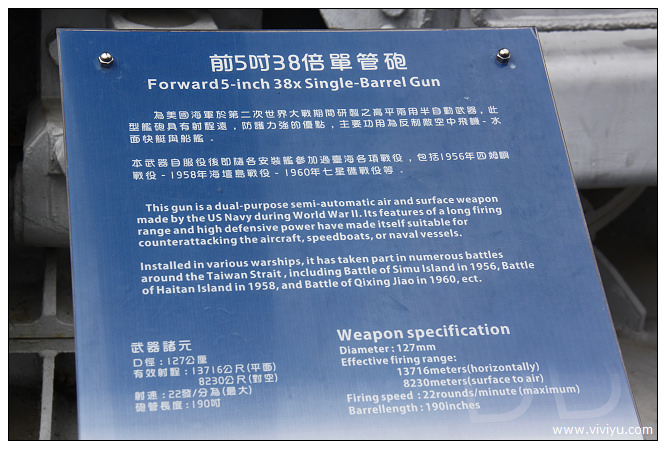 前5吋38倍單管砲
Forward 5-inch 38x Single-Barrel Gun
為美國海軍於第二次世界大戰期間研製之高平兩用半自動武器，此
型艦砲具有射程遠，防護力強的優點，主要功用為反制敵空中飛機、水
面快艇與船艦．
本武器自服役後即隨各安裝艦參加過臺海各項戰役，包括1956年四姆嶼
戰役、1958年海壇島戰役、1960年七星礁戰役等．
This gun is a dual-purpose semi-automatic air and surface weapon
made by the US Navy during World War II. Its features of a long firing
range and high defensive power have made itself suitable for
counterattacking the aircraft, speedboats, or naval vessels.
Installed in various warships, it has taken part in numerous battles
around the Taiwan Strait , including Battle of Simu Island in 1956, Battle
of Haitan Island in 1958, and Battle of Qixing Jiao in 1960, ect.
武器諸元
口徑：127公厘
有效射程：13716公尺(平面)
8230公尺(對空)
射速：22發/分為(最大)
砲管長度：190吋
Weapon specification
Diameter : 127mm
Effective firing range:
13716meters(horizontally)
8230meters(surface to air)
Firing speed : 22rounds/minute (maximum)
Barrellength : 190inches
www.viviyu.com